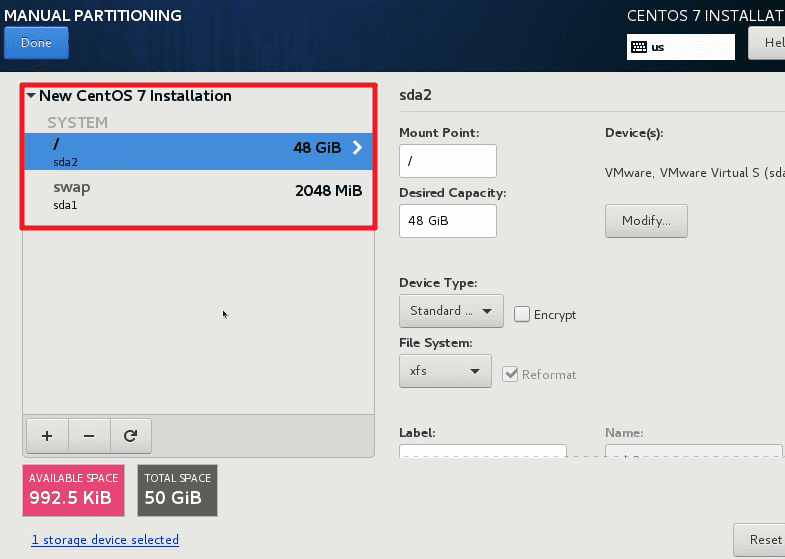 MANUAL PARTITIONING
CENTOS 7 INSTALLAT
Done
us
Hel
New CentOS 7 Installation
SYSTEM
/
48 GiB
sda2
swap
2048 MiB
sda1
sda2
Mount Point:
/
Desired Capacity:
48 GiB
Device(s):
VMware, VMware Virtual S (sda
Modify...
Device Type:
Standard ...
Encrypt
File System:
xfs
Reformat
Label:
Name:
+
−
AVAILABLE SPACE
992.5 KiB
TOTAL SPACE
50 GiB
1 storage device selected
Reset